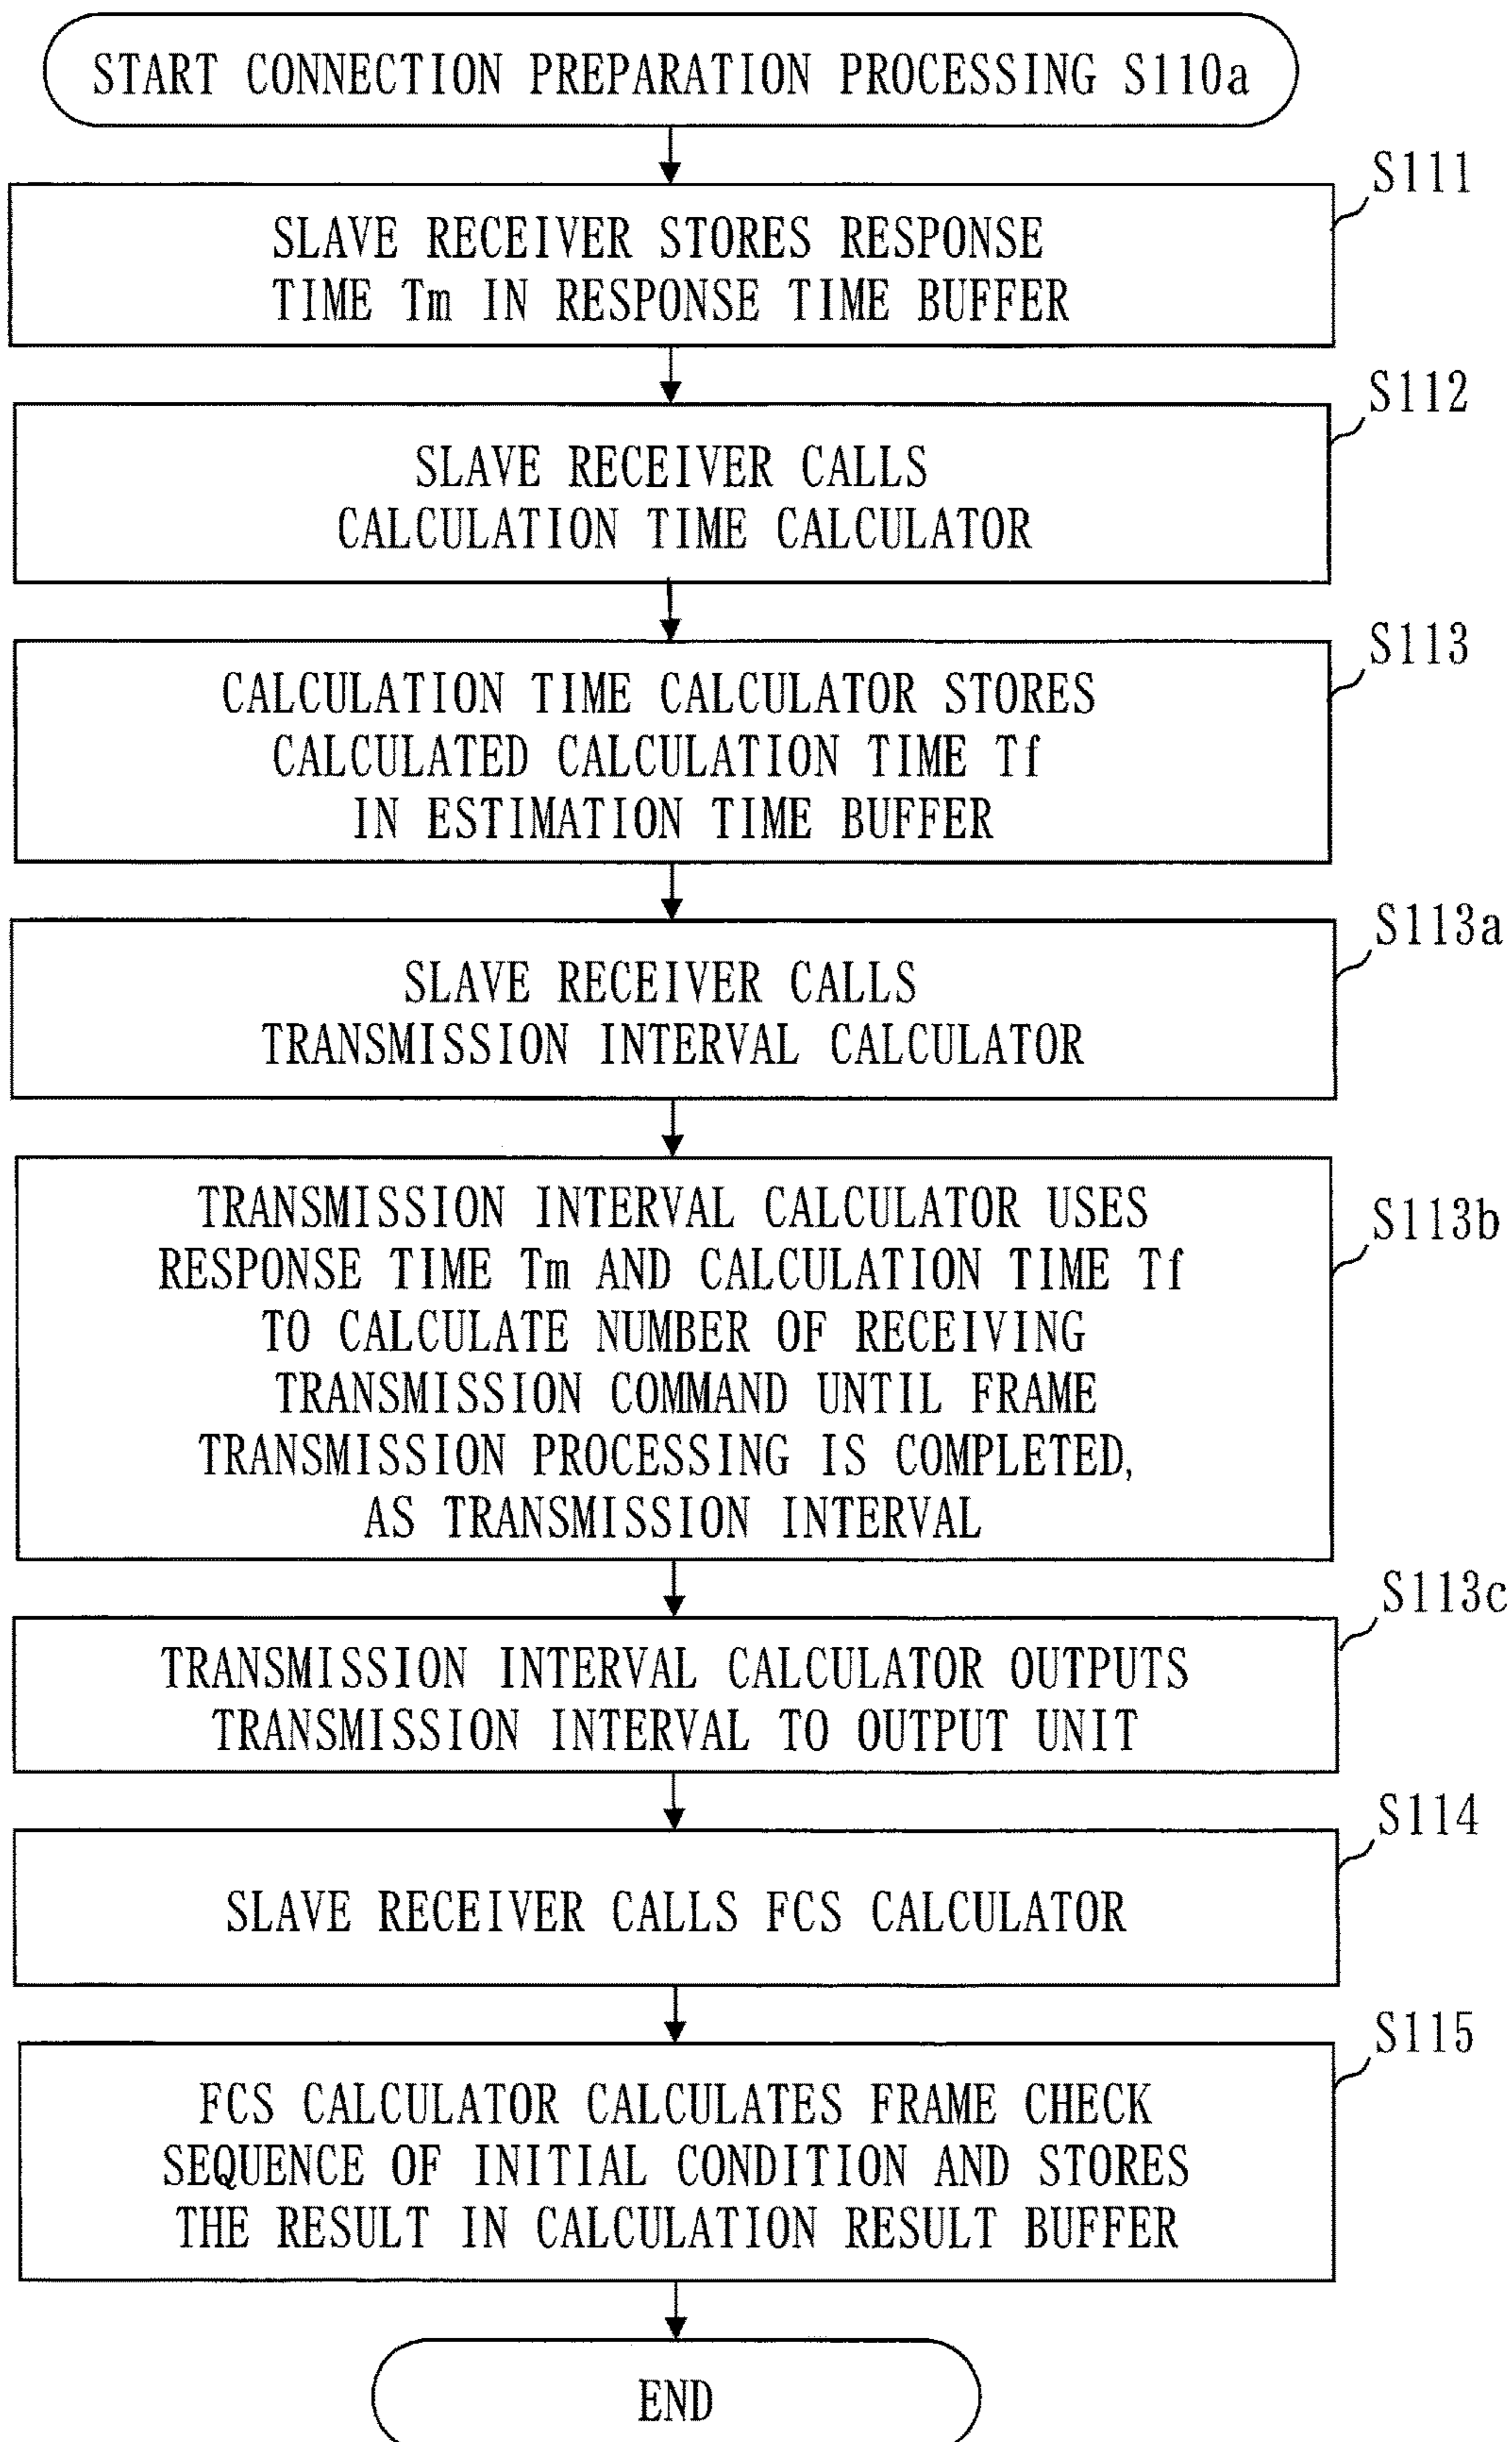 START CONNECTION PREPARATION PROCESSING S110a
S111
SLAVE RECEIVER STORES RESPONSE
TIME Tm IN RESPONSE TIME BUFFER
S112
SLAVE RECEIVER CALLS
CALCULATION TIME CALCULATOR
S113
CALCULATION TIME CALCULATOR STORES
CALCULATED CALCULATION TIME Tf
IN ESTIMATION TIME BUFFER
S113a
SLAVE RECEIVER CALLS
TRANSMISSION INTERVAL CALCULATOR
S113b
TRANSMISSION INTERVAL CALCULATOR USES
RESPONSE TIME Tm AND CALCULATION TIME Tf
TO CALCULATE NUMBER OF RECEIVING
TRANSMISSION COMMAND UNTIL FRAME
TRANSMISSION PROCESSING IS COMPLETED,
AS TRANSMISSION INTERVAL
S113c
TRANSMISSION INTERVAL CALCULATOR OUTPUTS
TRANSMISSION INTERVAL TO OUTPUT UNIT
S114
SLAVE RECEIVER CALLS FCS CALCULATOR
S115
FCS CALCULATOR CALCULATES FRAME CHECK
SEQUENCE OF INITIAL CONDITION AND STORES
THE RESULT IN CALCULATION RESULT BUFFER
END